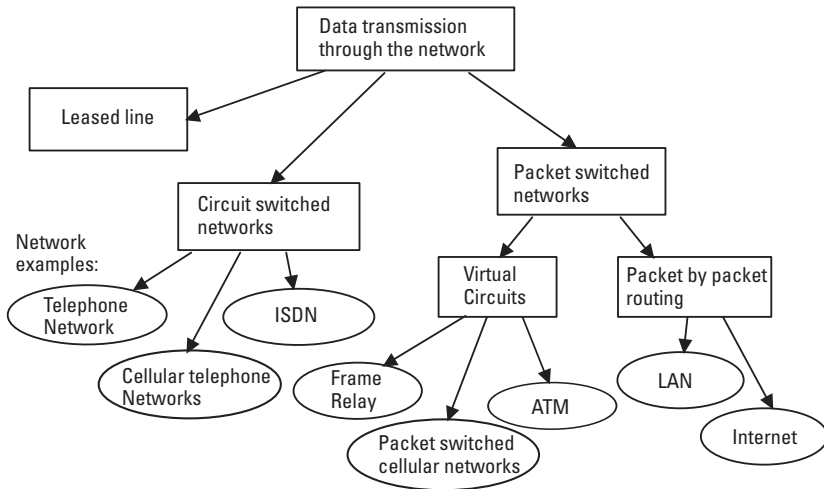 Data transmission
through the network
Leased line
Packet switched
networks
Circuit switched
networks
Network
examples:
Virtual
Circuits
Packet by packet
routing
Telephone
Network
ISDN
Cellular telephone
Networks
Frame
Relay
ATM
LAN
Packet switched
cellular networks
Internet